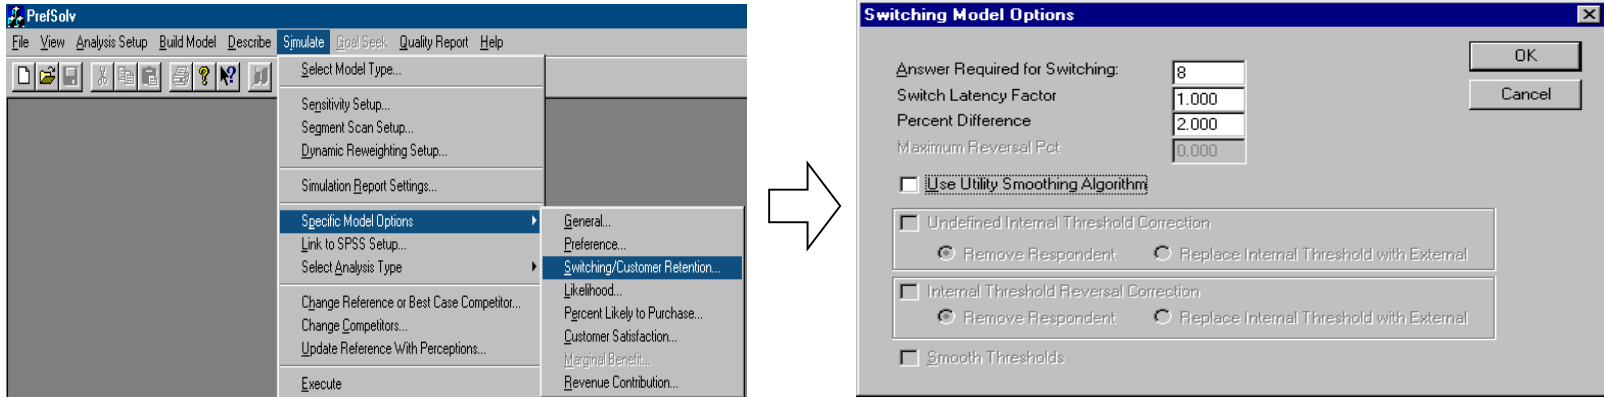 PrefSolv
File View Analysis Setup Build Model Describe Simulate Goal Seek Quality Report Help
Select Model Type...
Sensitivity Setup...
Segment Scan Setup...
Dynamic Reweighting Setup...
Simulation Report Settings...
Specific Model Options
Link to SPSS Setup...
Select Analysis Type
Change Reference or Best Case Competitor...
Change Competitors...
Update Reference With Perceptions...
Execute
General...
Preference...
Switching/Customer Retention...
Likelihood...
Percent Likely to Purchase...
Customer Satisfaction...
Marginal Benefit...
Revenue Contribution...
Switching Model Options
OK
Cancel
Answer Required for Switching: 8
Switch Latency Factor 1.000
Percent Difference 2.000
Maximum Reversal Pct 0.000
Use Utility Smoothing Algorithm
Undefined Internal Threshold Correction
Remove Respondent Replace Internal Threshold with External
Internal Threshold Reversal Correction
Remove Respondent Replace Internal Threshold with External
Smooth Thresholds